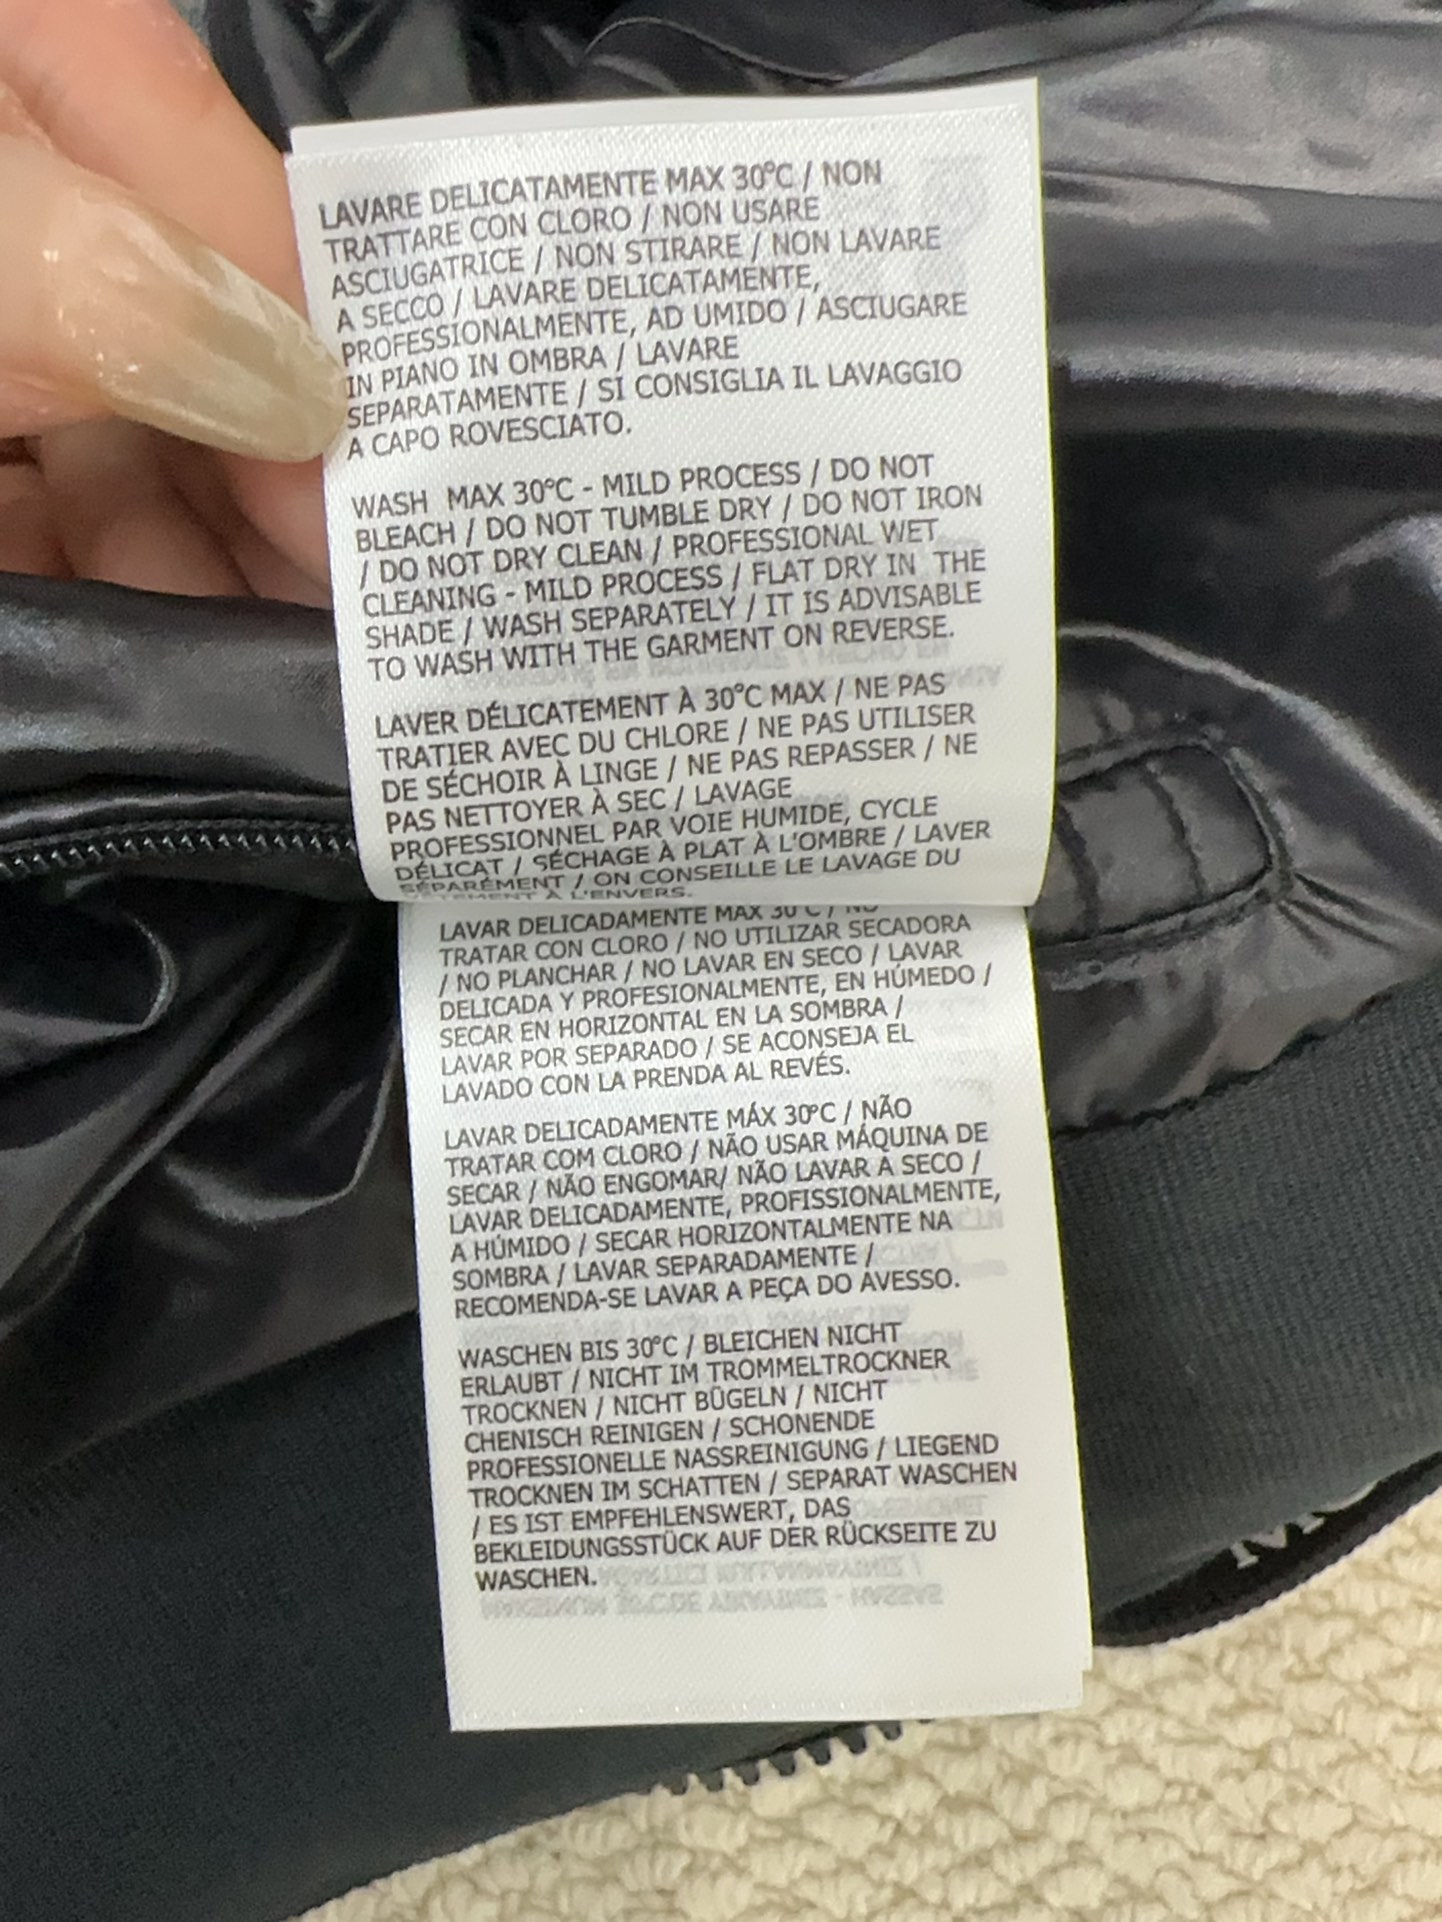 LAVARE DELICATAMENTE MAX 30°C / NON
TRATTARE CON CLORO / NON USARE
ASCIUGATRICE / NON STIRARE / NON LAVARE
A SECCO / LAVARE DELICATAMENTE,
PROFESSIONALMENTE, AD UMIDO / ASCIUGARE
IN PIANO IN OMBRA / LAVARE
SEPARATAMENTE / SI CONSIGLIA IL LAVAGGIO
A CAPO ROVESCIATO.
WASH MAX 30°C - MILD PROCESS / DO NOT
BLEACH / DO NOT TUMBLE DRY / DO NOT IRON
/ DO NOT DRY CLEAN / PROFESSIONAL WET
CLEANING - MILD PROCESS / FLAT DRY IN THE
SHADE / WASH SEPARATELY / IT IS ADVISABLE
TO WASH WITH THE GARMENT ON REVERSE.
LAVER DÉLICATEMENT À 30°C MAX / NE PAS
TRATIER AVEC DU CHLORE / NE PAS UTILISER
DE SÉCHOIR À LINGE / NE PAS REPASSER / NE
PAS NETTOYER À SEC / LAVAGE
PROFESSIONNEL PAR VOIE HUMIDE, CYCLE
DÉLICAT / SÉCHAGE À PLAT À L'OMBRE / LAVER
SÉPARÉMENT / ON CONSEILLE LE LAVAGE DU
VÊTEMENT À L'ENVERS.
LAVAR DELICADAMENTE MAX 30°C / NO
TRATAR CON CLORO / NO UTILIZAR SECADORA
/ NO PLANCHAR / NO LAVAR EN SECO / LAVAR
DELICADA Y PROFESIONALMENTE, EN HÚMEDO /
SECAR EN HORIZONTAL EN LA SOMBRA /
LAVAR POR SEPARADO / SE ACONSEJA EL
LAVADO CON LA PRENDA AL REVÉS.
LAVAR DELICADAMENTE MÁX 30°C / NÃO
TRATAR COM CLORO / NÃO USAR MÁQUINA DE
SECAR / NÃO ENGOMAR/ NÃO LAVAR A SECO /
LAVAR DELICADAMENTE, PROFISSIONALMENTE,
A HÚMIDO / SECAR HORIZONTALMENTE NA
SOMBRA / LAVAR SEPARADAMENTE /
RECOMENDA-SE LAVAR A PEÇA DO AVESSO.
WASCHEN BIS 30°C / BLEICHEN NICHT
ERLAUBT / NICHT IM TROMMELTROCKNER
TROCKNEN / NICHT BÜGELN / NICHT
CHENISCH REINIGEN / SCHONENDE
PROFESSIONELLE NASSREINIGUNG / LIEGEND
TROCKNEN IM SCHATTEN / SEPARAT WASCHEN
/ ES IST EMPFEHLENSWERT, DAS
BEKLEIDUNGSSTÜCK AUF DER RÜCKSEITE ZU
WASCHEN.